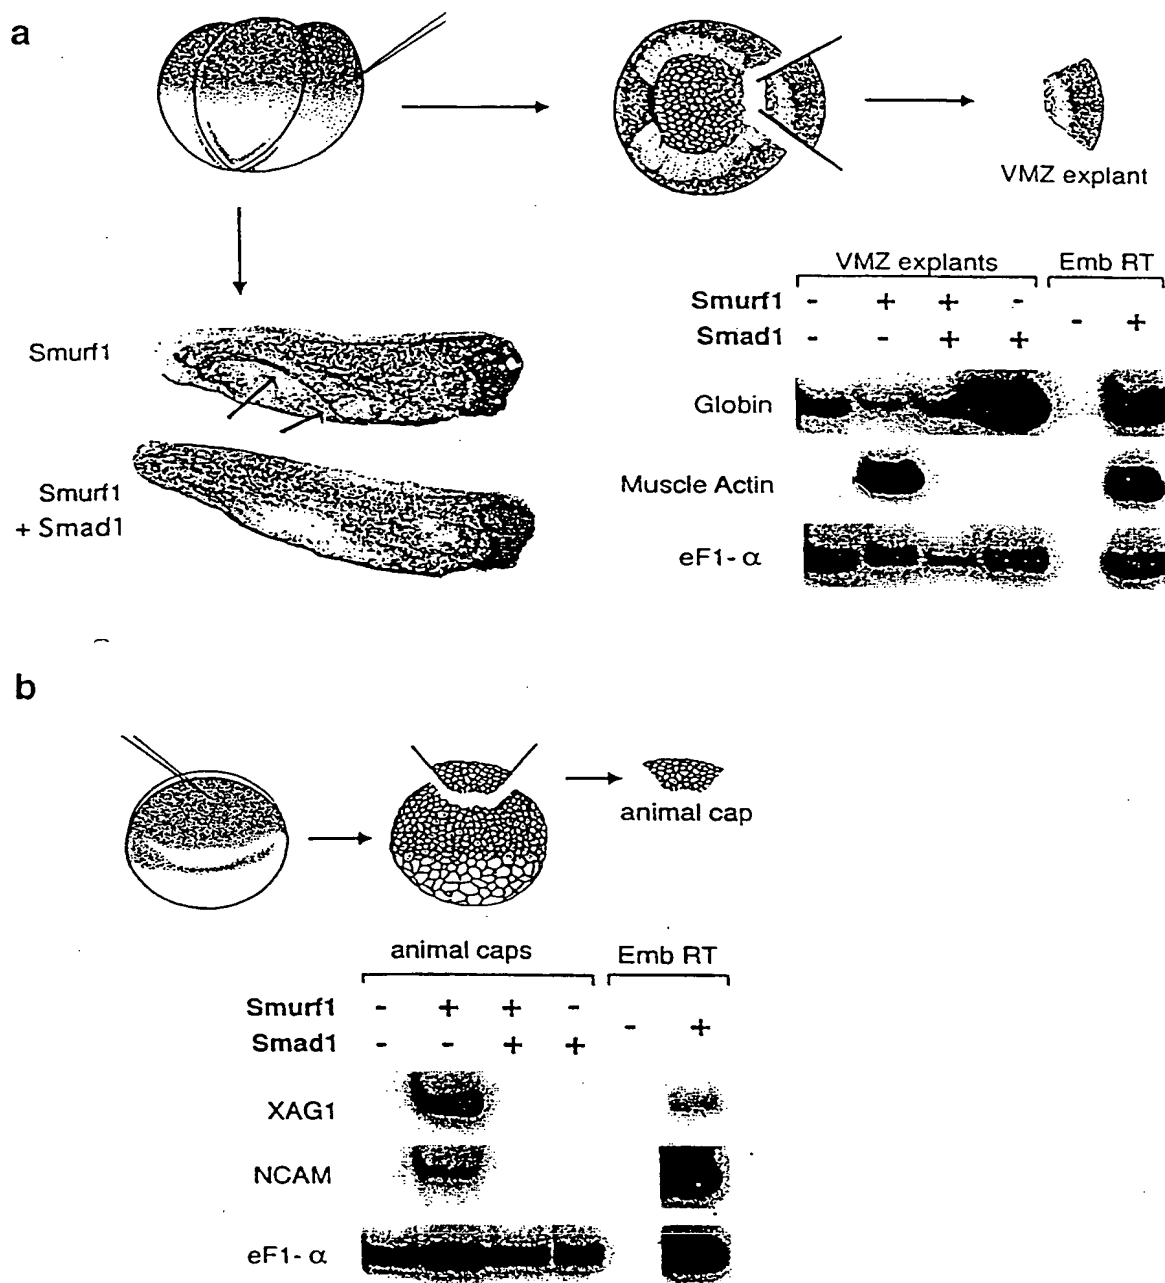 a
VMZ explant
VMZ explants Emb RT
Smurf1 - + + - - +
Smad1 - - + +
Globin
Muscle Actin
eF1- α
Smurf1
Smurf1
+ Smad1
b
animal cap
animal caps Emb RT
Smurf1 - + + - - +
Smad1 - - + +
XAG1
NCAM
eF1- α